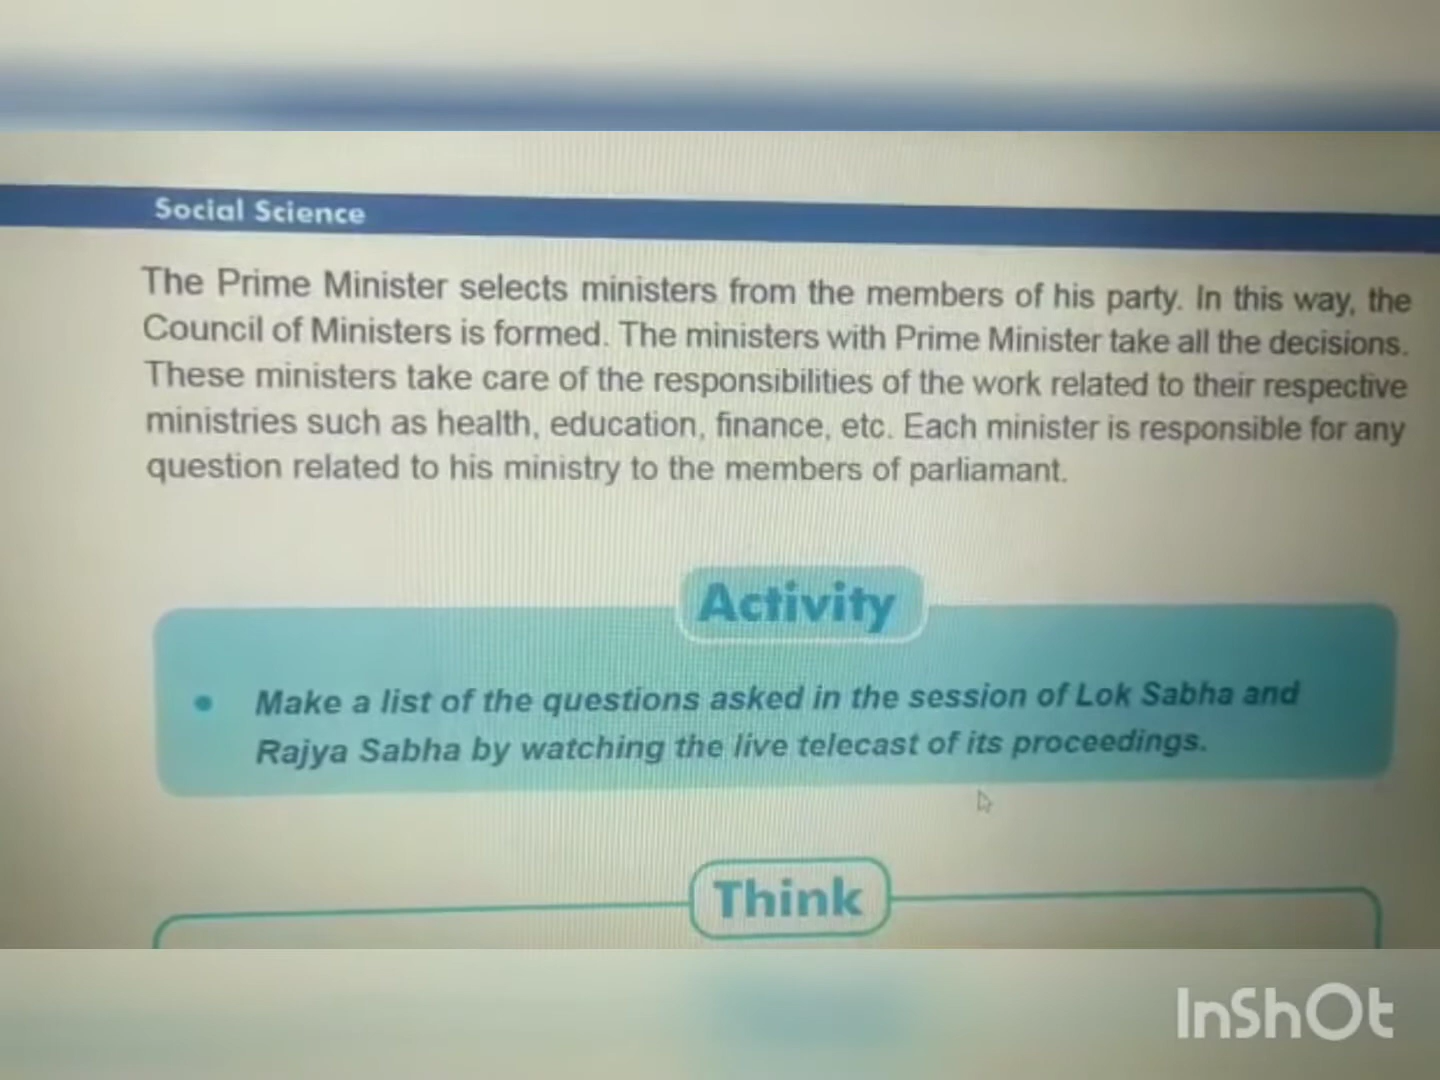 Social Science
The Prime Minister selects ministers from the members of his party. In this way, the
Council of Ministers is formed. The ministers with Prime Minister take all the decisions.
These ministers take care of the responsibilities of the work related to their respective
ministries such as health, education, finance, etc. Each minister is responsible for any
question related to his ministry to the members of parliamant.
Activity
• Make a list of the questions asked in the session of Lok Sabha and
Rajya Sabha by watching the live telecast of its proceedings.
Think
InShOt